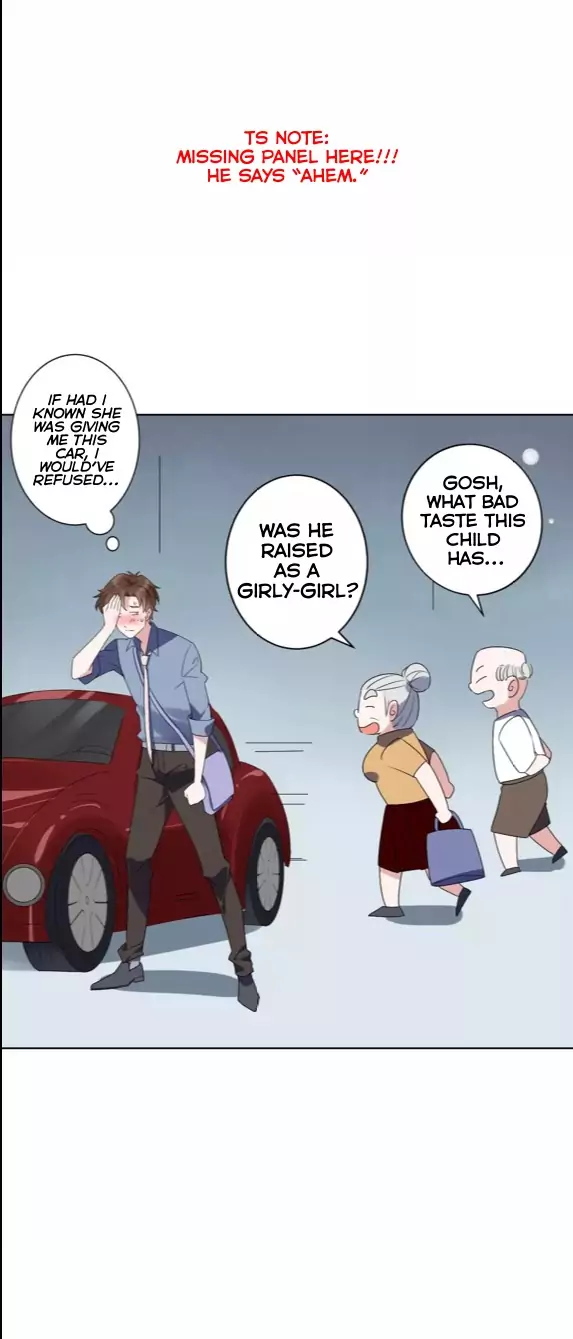 TS NOTE:
MISSING PANEL HERE!!!
HE SAYS "AHEM."
IF HAD I
KNOWN SHE
WAS GIVING
ME THIS
CAR, I
WOULD'VE
REFUSED...
WAS HE
RAISED
AS A
GIRLY-GIRL?
GOSH,
WHAT BAD
TASTE THIS
CHILD
HAS...